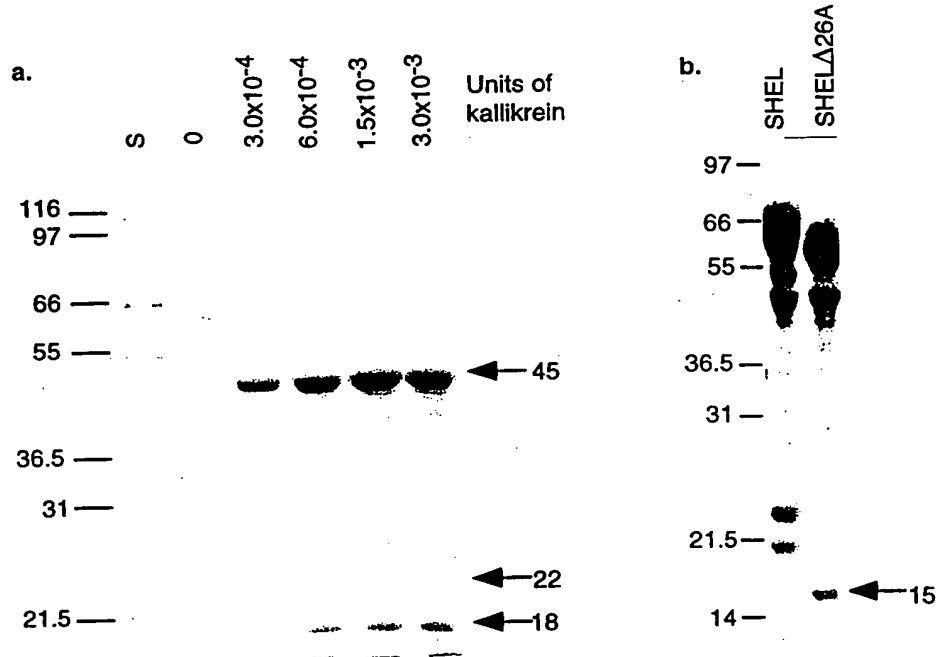 a.
S
0
3.0x10⁻⁴
6.0x10⁻⁴
1.5x10⁻³
3.0x10⁻³
Units of
kallikrein
116
97
66
55
36.5
31
21.5
45
22
18
b.
SHEL
SHELΔ26A
97
66
55
36.5
31
21.5
14
15